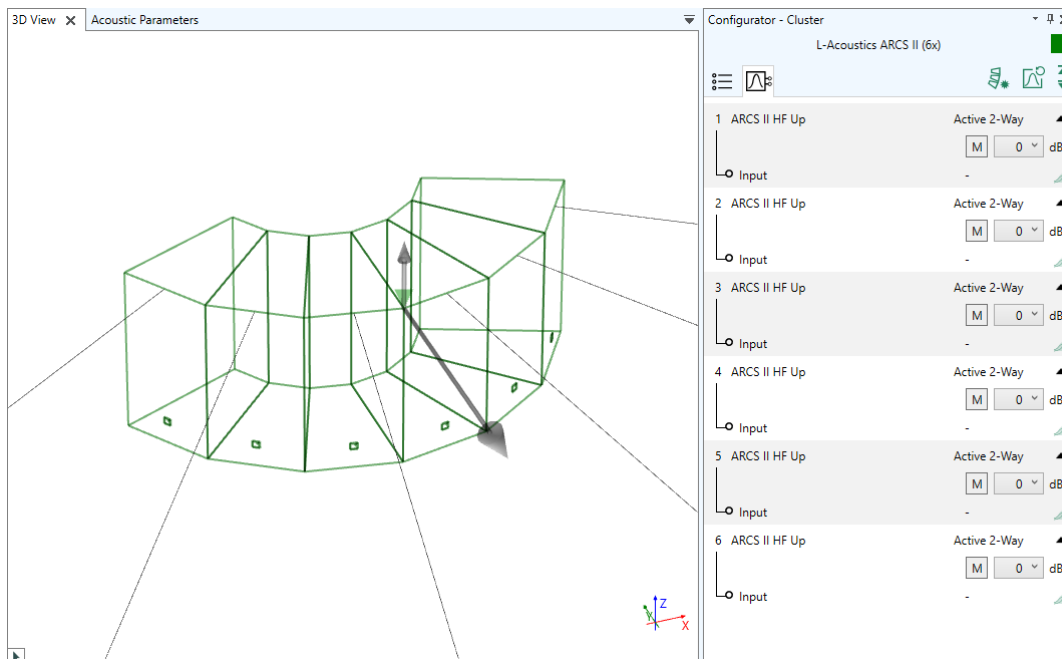 3D View
Acoustic Parameters
Configurator - Cluster
L-Acoustics ARCS II (6x)
1 ARCS II HF Up Active 2-Way
M 0 dB
Input -
2 ARCS II HF Up Active 2-Way
M 0 dB
Input -
3 ARCS II HF Up Active 2-Way
M 0 dB
Input -
4 ARCS II HF Up Active 2-Way
M 0 dB
Input -
5 ARCS II HF Up Active 2-Way
M 0 dB
Input -
6 ARCS II HF Up Active 2-Way
M 0 dB
Input -
Z
Y
X